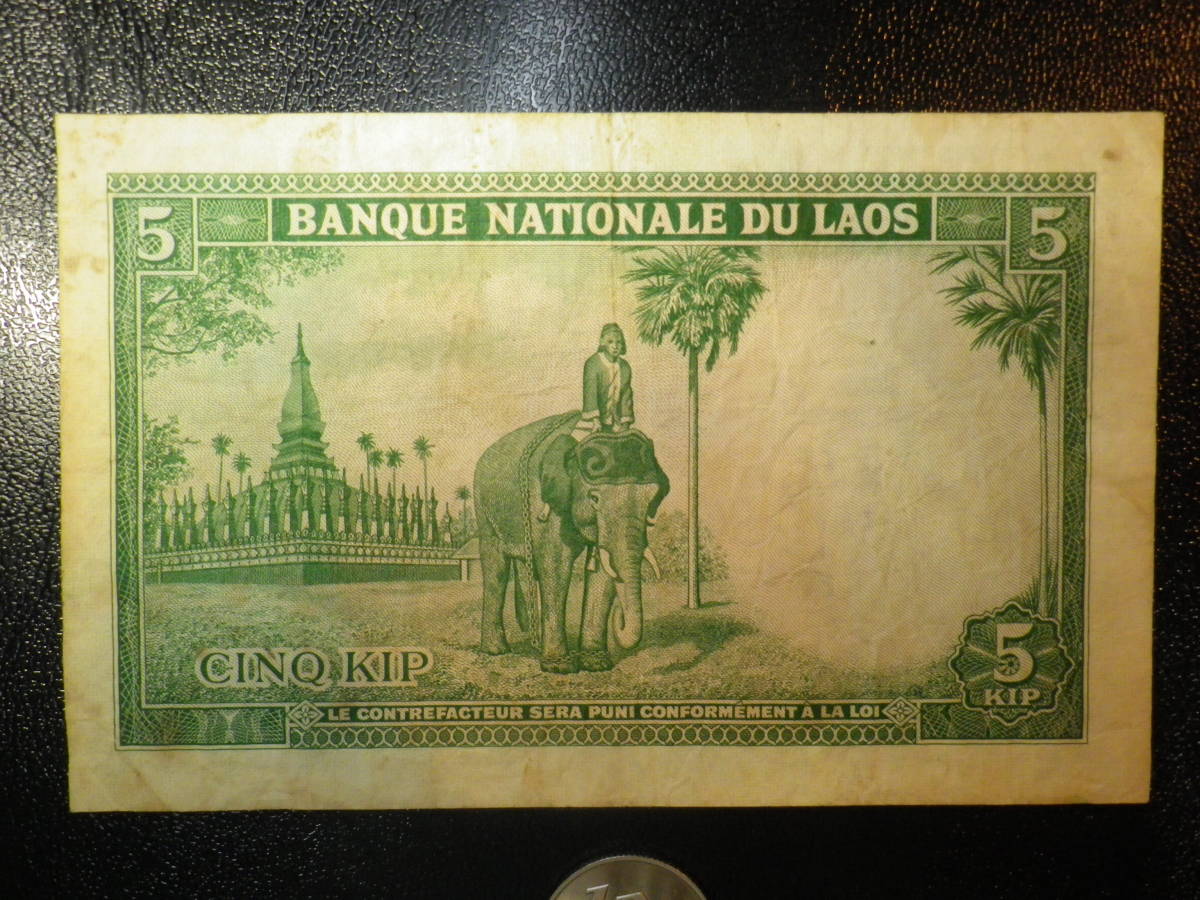 5 BANQUE NATIONALE DU LAOS 5
CINQ KIP
5
KIP
LE CONTREFACTEUR SERA PUNI CONFORMÉMENT À LA LOI